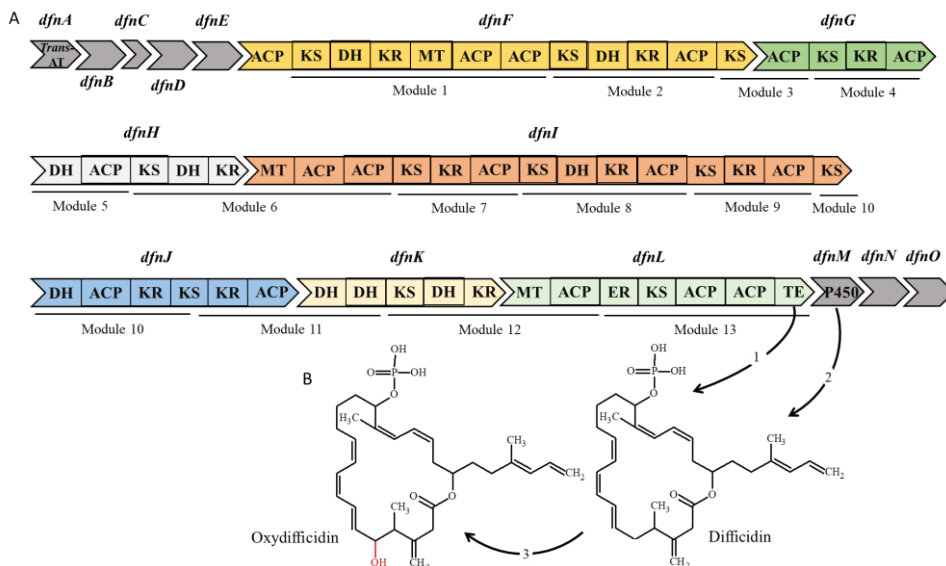 A
dfnA dfnC dfnE dfnF dfnG
Trans-AT ACP KS DH KR MT ACP ACP KS DH KR ACP KS ACP KS KR ACP
dfnB dfnD
Module 1 Module 2 Module 3 Module 4
dfnH dfnI
DH ACP KS DH KR MT ACP ACP KS KR ACP KS DH KR ACP KS KR ACP KS
Module 5 Module 6 Module 7 Module 8 Module 9 Module 10
dfnJ dfnK dfnL dfnM dfnN dfnO
DH ACP KR KS KR ACP DH DH KS DH KR MT ACP ER KS ACP ACP TE P450
Module 10 Module 11 Module 12 Module 13
B
OH
O P OH
O
H₃C
CH₃
CH₂
O
O
CH₃
OH
CH₂
Oxydifficidin
OH
O P OH
O
H₃C
CH₃
CH₂
O
O
CH₃
CH₂
Difficidin
1
2
3